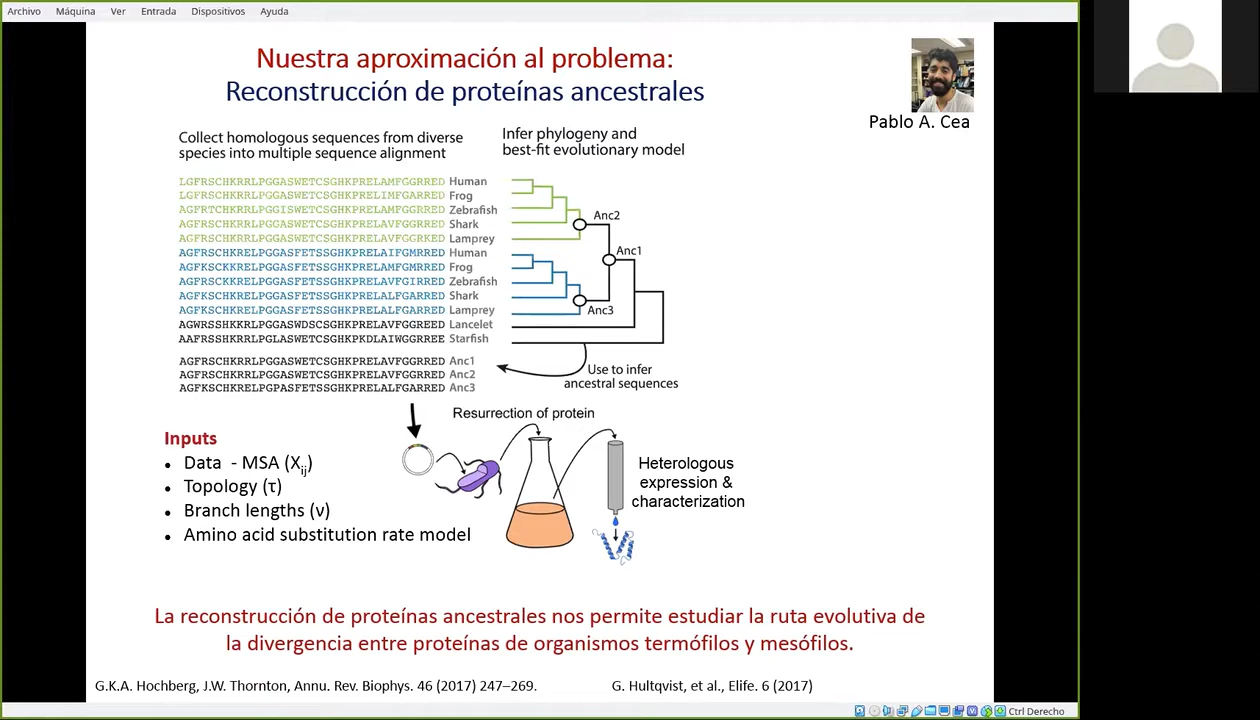 Archivo Máquina Ver Entrada Dispositivos Ayuda
Nuestra aproximación al problema:
Reconstrucción de proteínas ancestrales
Pablo A. Cea
Collect homologous sequences from diverse
species into multiple sequence alignment
Infer phylogeny and
best-fit evolutionary model
LGFRSCHKRRLPGGASWETCSGHKPRELAMFGGRRED Human
LGFRSCHKRRLPGGASWETCSGHKPRELIMFGARRED Frog
AGFRTCHKRRLPGGISWETCSGHKPRELAMFGGRRED Zebrafish
AGFRSCHKRRLPGGASWETCSGHKPRELAVFGGRRED Shark
AGFRSCHKRRLPGGASWETCSGHKPRELAVFGGRKED Lamprey
AGFRSCHKRELPGGASFETSSGHKPRELAIFGMRRED Human
AGFKSCKKRELPGGASFETSSGHKPRELAMFGMRRED Frog
AGFRSCKKRELPGGASFETSSGHKPRELAVFGIRRED Zebrafish
AGFKSCHKRELPGGASFETSSGHKPRELALFGARRED Shark
AGFKSCHKRELPGGASFETSSGHKPRELALFGARRED Lamprey
AGWRSSHKKRLPGGASWDSCSGHKPRELAVFGGREED Lancelet
AAFRSSHKRRLPGLASWETCSGHKPKDLAIWGGRREE Starfish
Anc2
Anc1
Anc3
AGFRSCHKRRLPGGASWETCSGHKPRELAVFGGRRED Anc1
AGFRSCHKRRLPGGASWETCSGHKPRELAVFGGRRED Anc2
AGFKSCHKRELPGPASFETSSGHKPRELALFGARRED Anc3
Use to infer
ancestral sequences
Resurrection of protein
Heterologous
expression &
characterization
Inputs
• Data - MSA (Xij)
• Topology (τ)
• Branch lengths (ν)
• Amino acid substitution rate model
La reconstrucción de proteínas ancestrales nos permite estudiar la ruta evolutiva de
la divergencia entre proteínas de organismos termófilos y mesófilos.
G.K.A. Hochberg, J.W. Thornton, Annu. Rev. Biophys. 46 (2017) 247–269. G. Hultqvist, et al., Elife. 6 (2017)
Ctrl Derecho